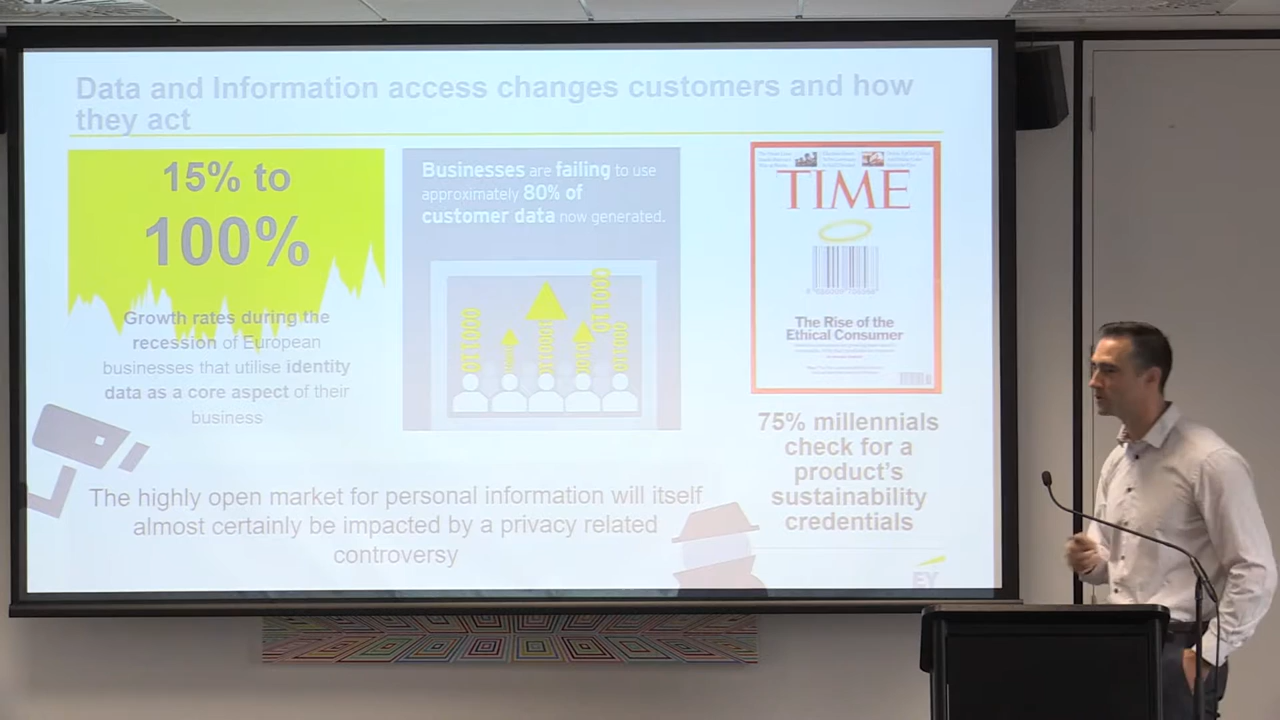 Data and Information access changes customers and how
they act
15% to
100%
Growth rates during the
recession of European
businesses that utilise identity
data as a core aspect of their
business
Businesses are failing to use
approximately 80% of
customer data now generated.
TIME
The Rise of the
Ethical Consumer
75% millennials
check for a
product's
sustainability
credentials
The highly open market for personal information will itself
almost certainly be impacted by a privacy related
controversy
EY